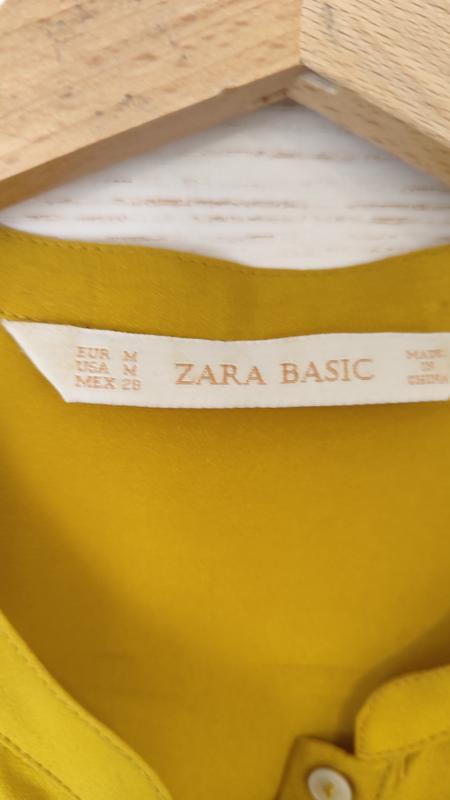 EUR M
USA M
MEX 28
ZARA BASIC
MADE
IN
CHINA